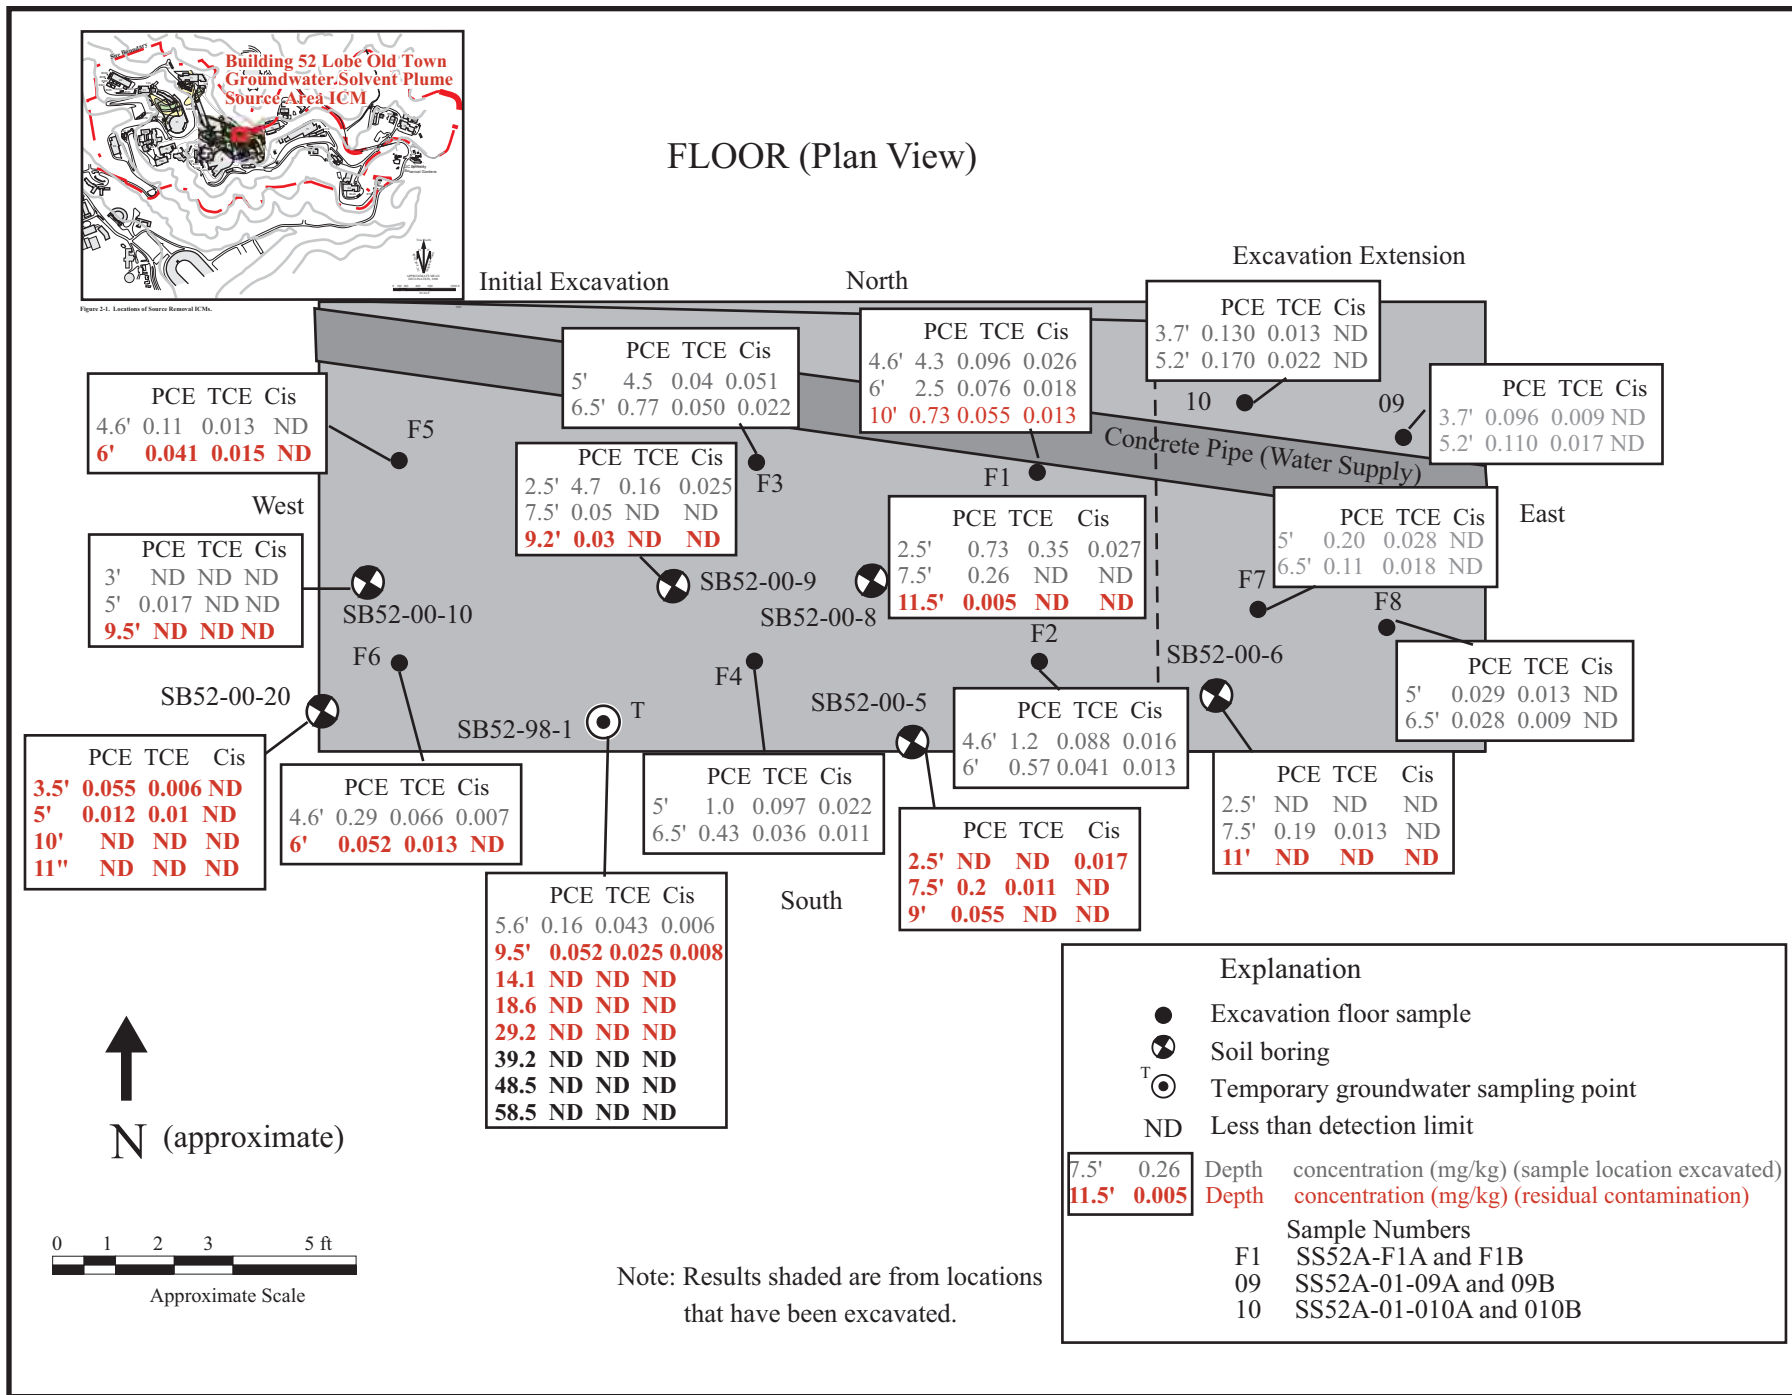 Building 52 Lobe Old Town
Groundwater Solvent Plume
Source Area ICM
Site Boundary
Figure 2-1. Locations of Source Removal ICMs.
FLOOR (Plan View)
Initial Excavation
North
Excavation Extension
PCE TCE Cis
3.7' 0.130 0.013 ND
5.2' 0.170 0.022 ND
10
PCE TCE Cis
4.6' 4.3 0.096 0.026
6' 2.5 0.076 0.018
10' 0.73 0.055 0.013
F1
PCE TCE Cis
5' 4.5 0.04 0.051
6.5' 0.77 0.050 0.022
F3
PCE TCE Cis
4.6' 0.11 0.013 ND
6' 0.041 0.015 ND
F5
09
PCE TCE Cis
3.7' 0.096 0.009 ND
5.2' 0.110 0.017 ND
Concrete Pipe (Water Supply)
West
East
PCE TCE Cis
2.5' 4.7 0.16 0.025
7.5' 0.05 ND ND
9.2' 0.03 ND ND
SB52-00-9
PCE TCE Cis
2.5' 0.73 0.35 0.027
7.5' 0.26 ND ND
11.5' 0.005 ND ND
SB52-00-8
PCE TCE Cis
5' 0.20 0.028 ND
6.5' 0.11 0.018 ND
F7
PCE TCE Cis
3' ND ND ND
5' 0.017 ND ND
9.5' ND ND ND
SB52-00-10
F8
PCE TCE Cis
5' 0.029 0.013 ND
6.5' 0.028 0.009 ND
F6
F4
F2
SB52-00-6
SB52-00-20
SB52-98-1
T
SB52-00-5
PCE TCE Cis
4.6' 1.2 0.088 0.016
6' 0.57 0.041 0.013
PCE TCE Cis
3.5' 0.055 0.006 ND
5' 0.012 0.01 ND
10' ND ND ND
11" ND ND ND
PCE TCE Cis
4.6' 0.29 0.066 0.007
6' 0.052 0.013 ND
PCE TCE Cis
5' 1.0 0.097 0.022
6.5' 0.43 0.036 0.011
PCE TCE Cis
2.5' ND ND 0.017
7.5' 0.2 0.011 ND
9' 0.055 ND ND
PCE TCE Cis
2.5' ND ND ND
7.5' 0.19 0.013 ND
11' ND ND ND
PCE TCE Cis
5.6' 0.16 0.043 0.006
9.5' 0.052 0.025 0.008
14.1 ND ND ND
18.6 ND ND ND
29.2 ND ND ND
39.2 ND ND ND
48.5 ND ND ND
58.5 ND ND ND
South
N (approximate)
0 1 2 3 5 ft
Approximate Scale
Note: Results shaded are from locations
that have been excavated.
Explanation
Excavation floor sample
Soil boring
T Temporary groundwater sampling point
ND Less than detection limit
7.5' 0.26 Depth concentration (mg/kg) (sample location excavated)
11.5' 0.005 Depth concentration (mg/kg) (residual contamination)
Sample Numbers
F1 SS52A-F1A and F1B
09 SS52A-01-09A and 09B
10 SS52A-01-010A and 010B